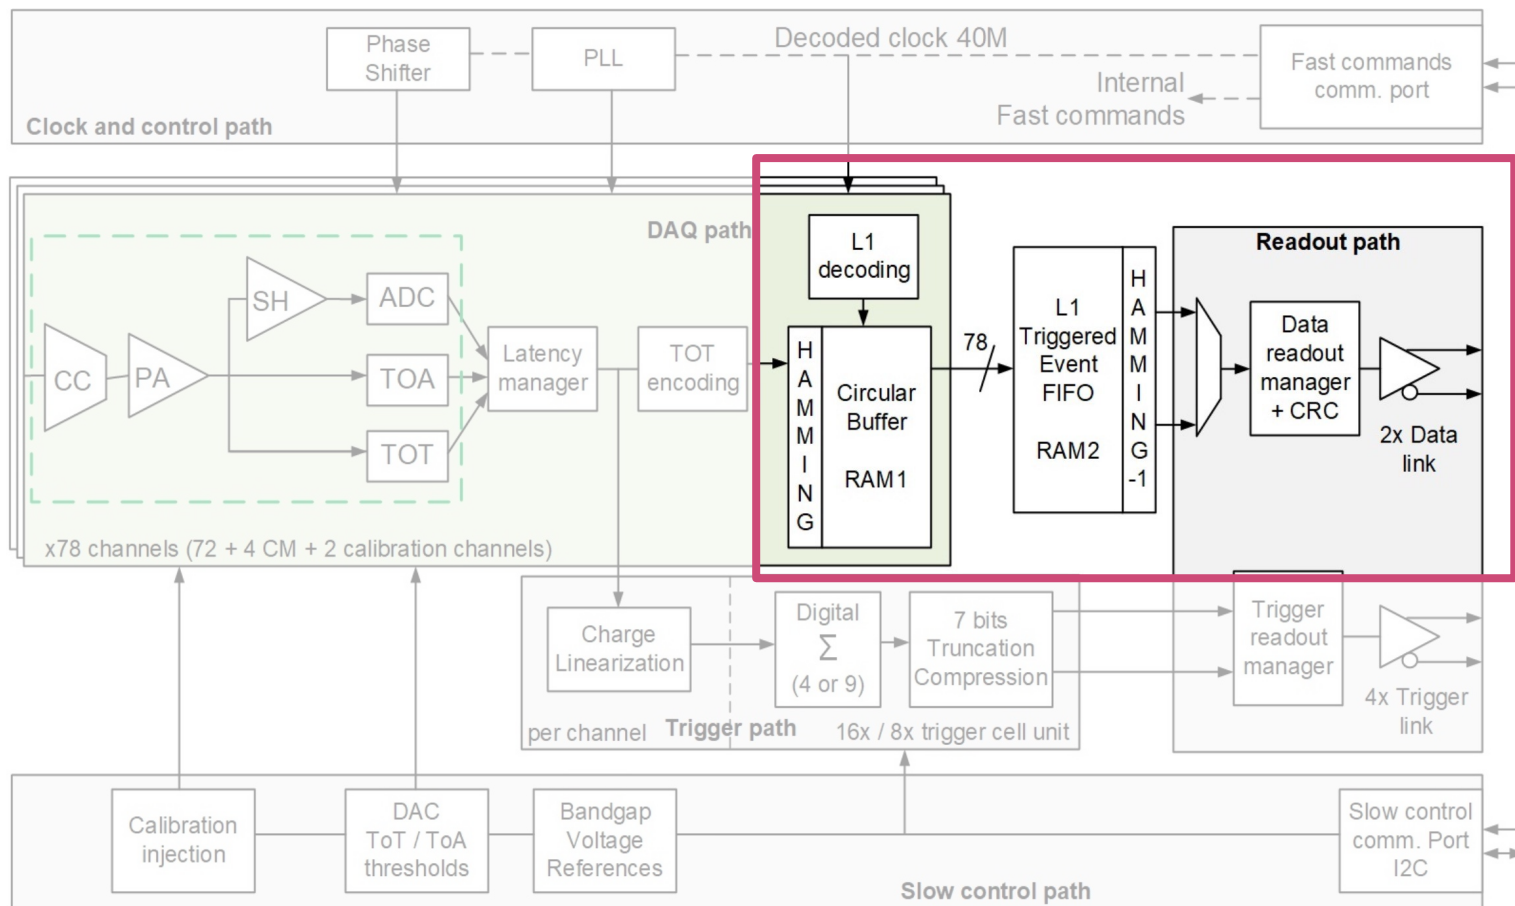 Phase
Shifter
PLL
Decoded clock 40M
Internal
Fast commands
Fast commands
comm. port
Clock and control path
DAQ path
CC
PA
SH
ADC
TOA
TOT
Latency
manager
TOT
encoding
L1
decoding
H
A
M
M
I
N
G
Circular
Buffer
RAM1
78
L1
Triggered
Event
FIFO
RAM2
H
A
M
M
I
N
G
-1
Readout path
Data
readout
manager
+ CRC
2x Data
link
x78 channels (72 + 4 CM + 2 calibration channels)
Charge
Linearization
per channel
Trigger path
Digital
Σ
(4 or 9)
7 bits
Truncation
Compression
16x / 8x trigger cell unit
Trigger
readout
manager
4x Trigger
link
Calibration
injection
DAC
ToT / ToA
thresholds
Bandgap
Voltage
References
Slow control
comm. Port
I2C
Slow control path